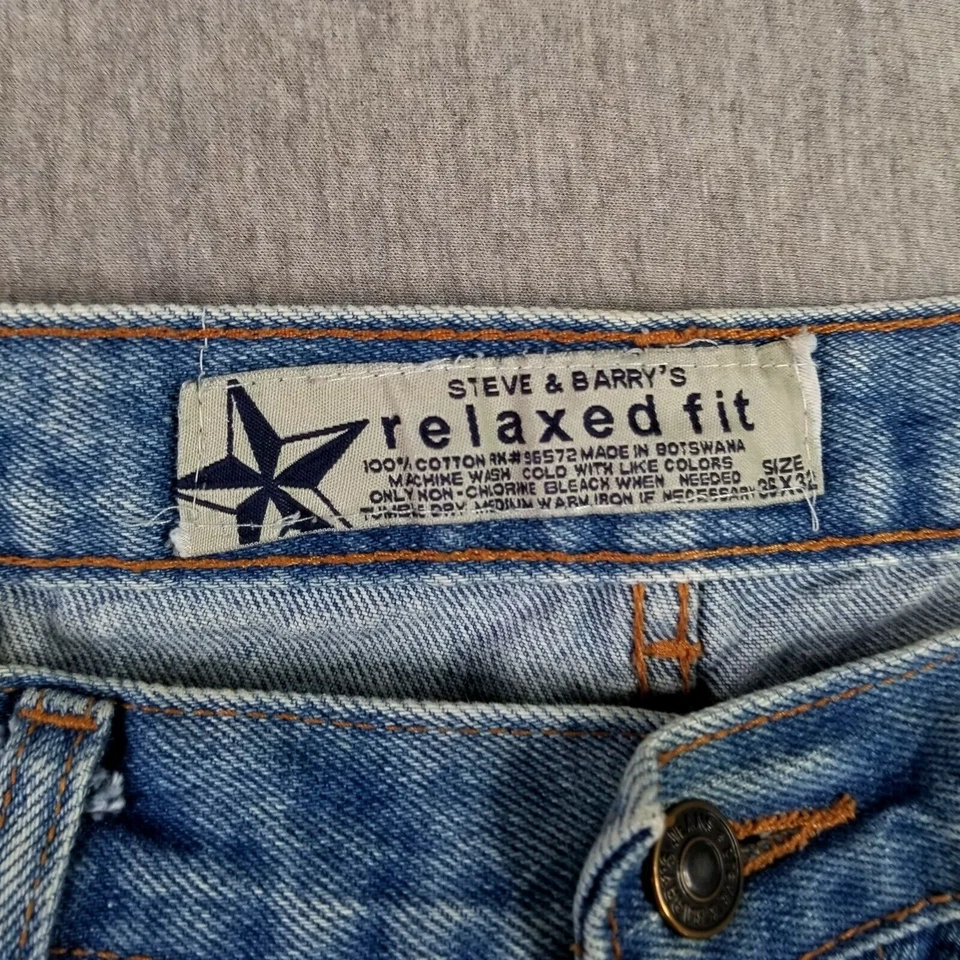 STEVE & BARRY'S
relaxed fit
100% COTTON RN# 96572 MADE IN BOTSWANA
MACHINE WASH COLD WITH LIKE COLORS
ONLY NON-CHLORINE BLEACH WHEN NEEDED
TUMBLE DRY MEDIUM WARM IRON IF NECESSARY
SIZE
JEANS